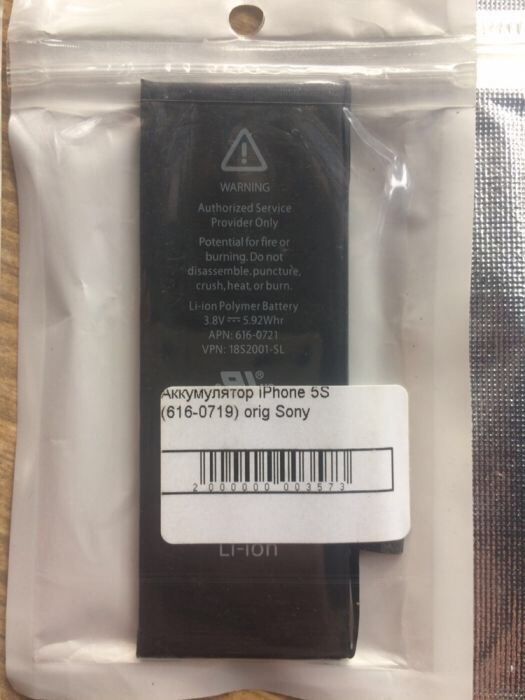 WARNING
Authorized Service
Provider Only
Potential for fire or
burning. Do not
disassemble, puncture,
crush, heat, or burn.
Li-ion Polymer Battery
3.8V ⎓ 5.92Whr
APN: 616-0721
VPN: 18S2001-SL
Аккумулятор iPhone 5S
(616-0719) orig Sony
2 000000 003573
Li-ion